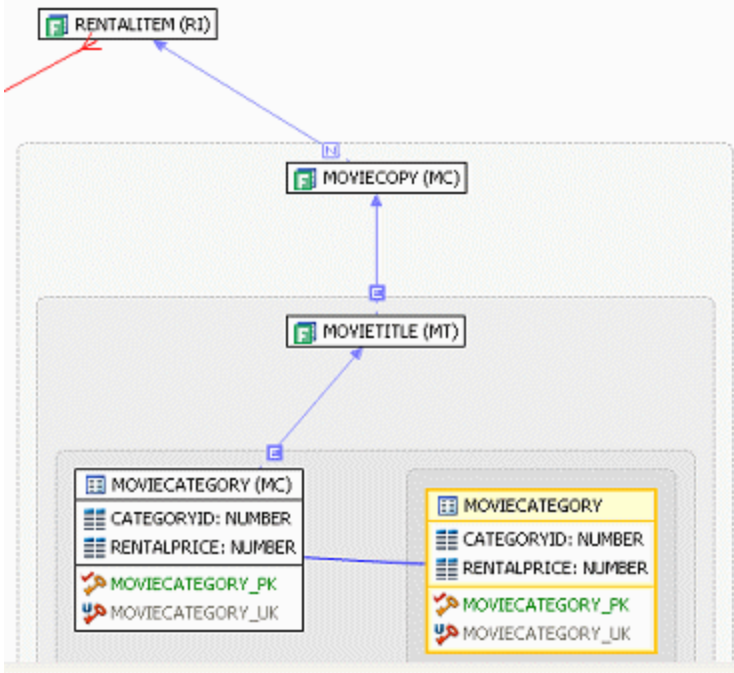 RENTALITEM (RI)
N
MOVIECOPY (MC)
E
MOVIETITLE (MT)
E
MOVIECATEGORY (MC)
CATEGORYID: NUMBER
RENTALPRICE: NUMBER
MOVIECATEGORY_PK
MOVIECATEGORY_UK
MOVIECATEGORY
CATEGORYID: NUMBER
RENTALPRICE: NUMBER
MOVIECATEGORY_PK
MOVIECATEGORY_UK